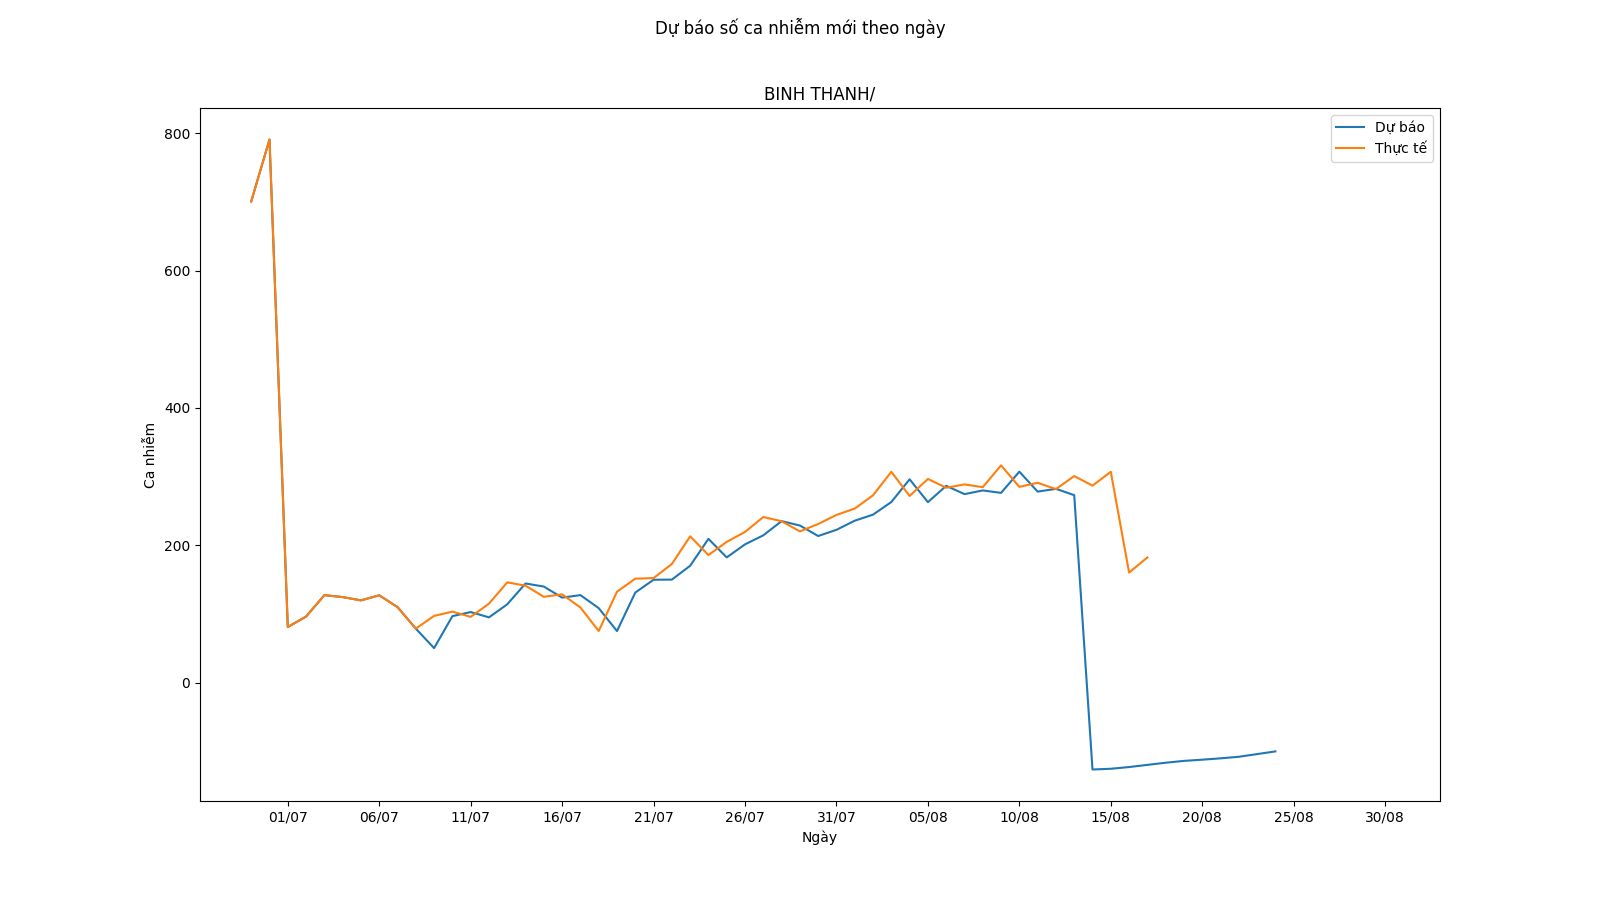 Dự báo số ca nhiễm mới theo ngày
BINH THANH/
Dự báo
Thực tế
800
600
400
200
0
Ca nhiễm
01/07 06/07 11/07 16/07 21/07 26/07 31/07 05/08 10/08 15/08 20/08 25/08 30/08
Ngày